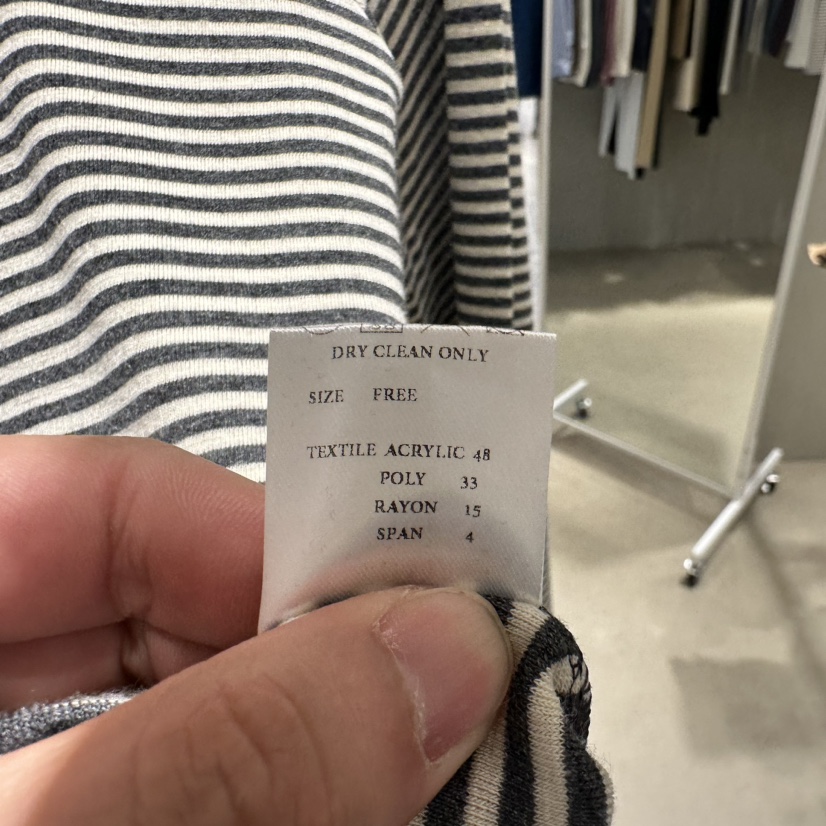 DRY CLEAN ONLY
SIZE FREE
TEXTILE ACRYLIC 48
POLY 33
RAYON 15
SPAN 4